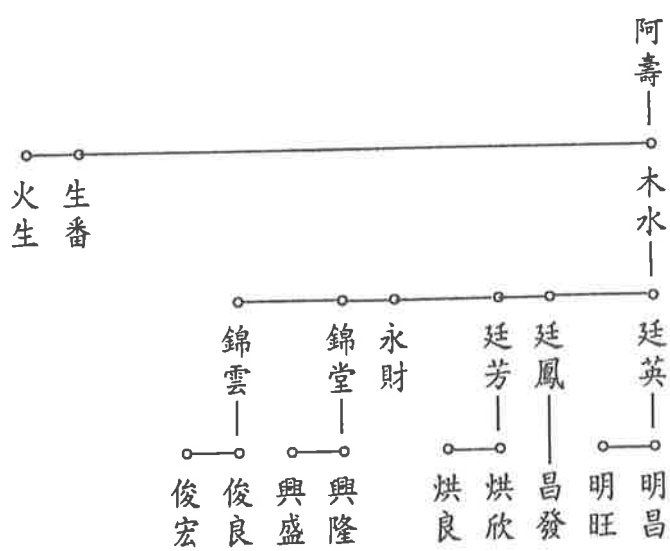 阿壽
木水
生番
火生
廷英
廷鳳
廷芳
永財
錦堂
錦雲
明昌
明旺
昌發
烘欣
烘良
興隆
興盛
俊良
俊宏